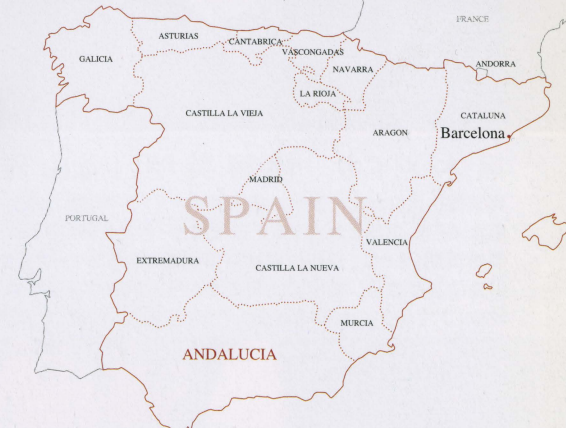 FRANCE
ASTURIAS
CANTABRICA
VASCONGADAS
GALICIA
ANDORRA
NAVARRA
LA RIOJA
CASTILLA LA VIEJA
CATALUNA
ARAGON
Barcelona
MADRID
SPAIN
PORTUGAL
VALENCIA
EXTREMADURA
CASTILLA LA NUEVA
MURCIA
ANDALUCIA